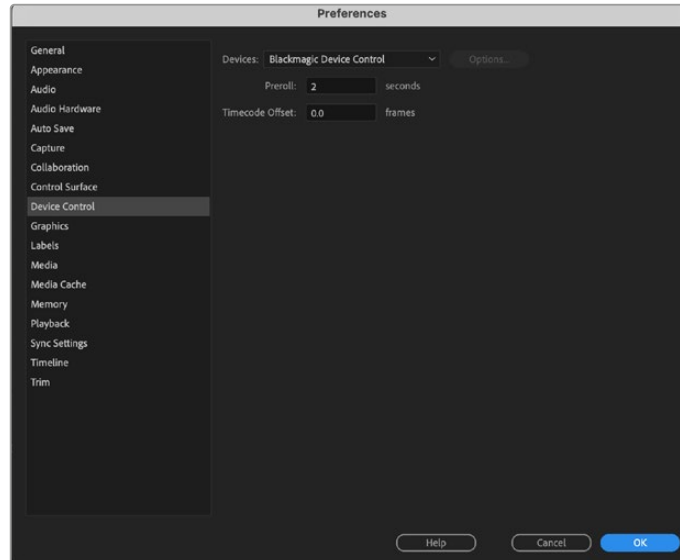 Preferences
General
Appearance
Audio
Audio Hardware
Auto Save
Capture
Collaboration
Control Surface
Device Control
Graphics
Labels
Media
Media Cache
Memory
Playback
Sync Settings
Timeline
Trim
Devices: Blackmagic Device Control Options...
Preroll: 2 seconds
Timecode Offset: 0.0 frames
Help Cancel OK